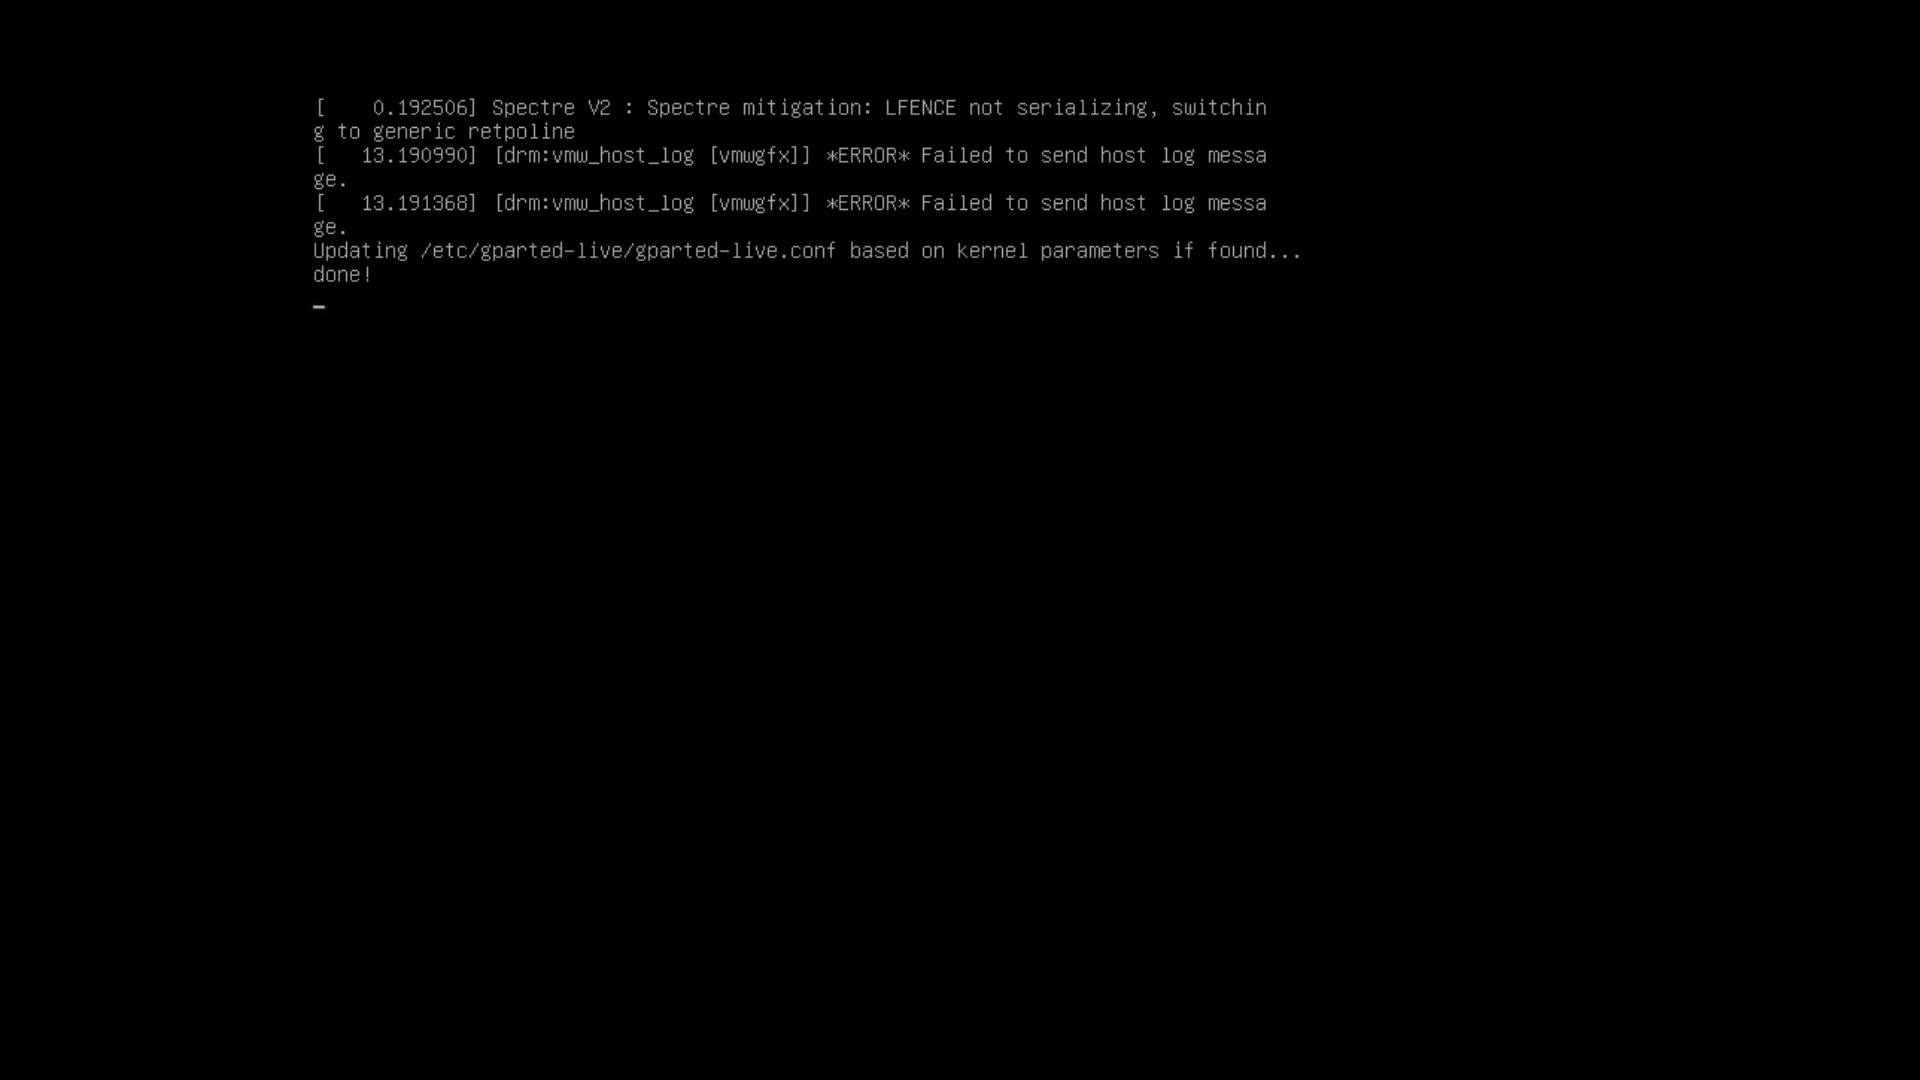 [    0.192506] Spectre V2 : Spectre mitigation: LFENCE not serializing, switchin
g to generic retpoline
[   13.190990] [drm:vmw_host_log [vmwgfx]] *ERROR* Failed to send host log messa
ge.
[   13.191368] [drm:vmw_host_log [vmwgfx]] *ERROR* Failed to send host log messa
ge.
Updating /etc/gparted-live/gparted-live.conf based on kernel parameters if found...
done!